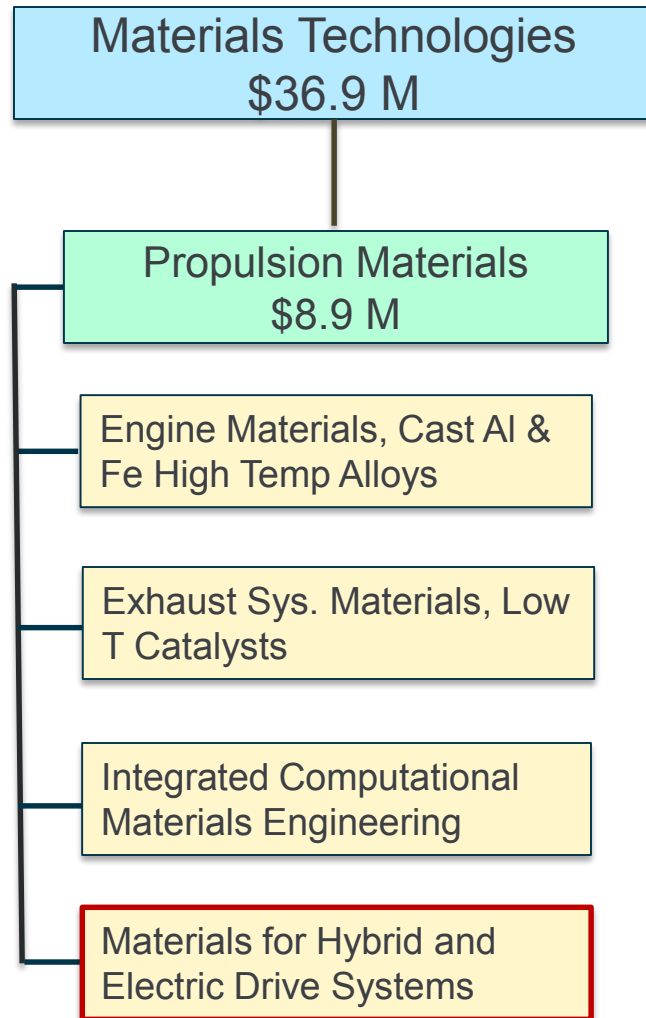 Materials Technologies
$36.9 M
Propulsion Materials
$8.9 M
Engine Materials, Cast Al &
Fe High Temp Alloys
Exhaust Sys. Materials, Low
T Catalysts
Integrated Computational
Materials Engineering
Materials for Hybrid and
Electric Drive Systems